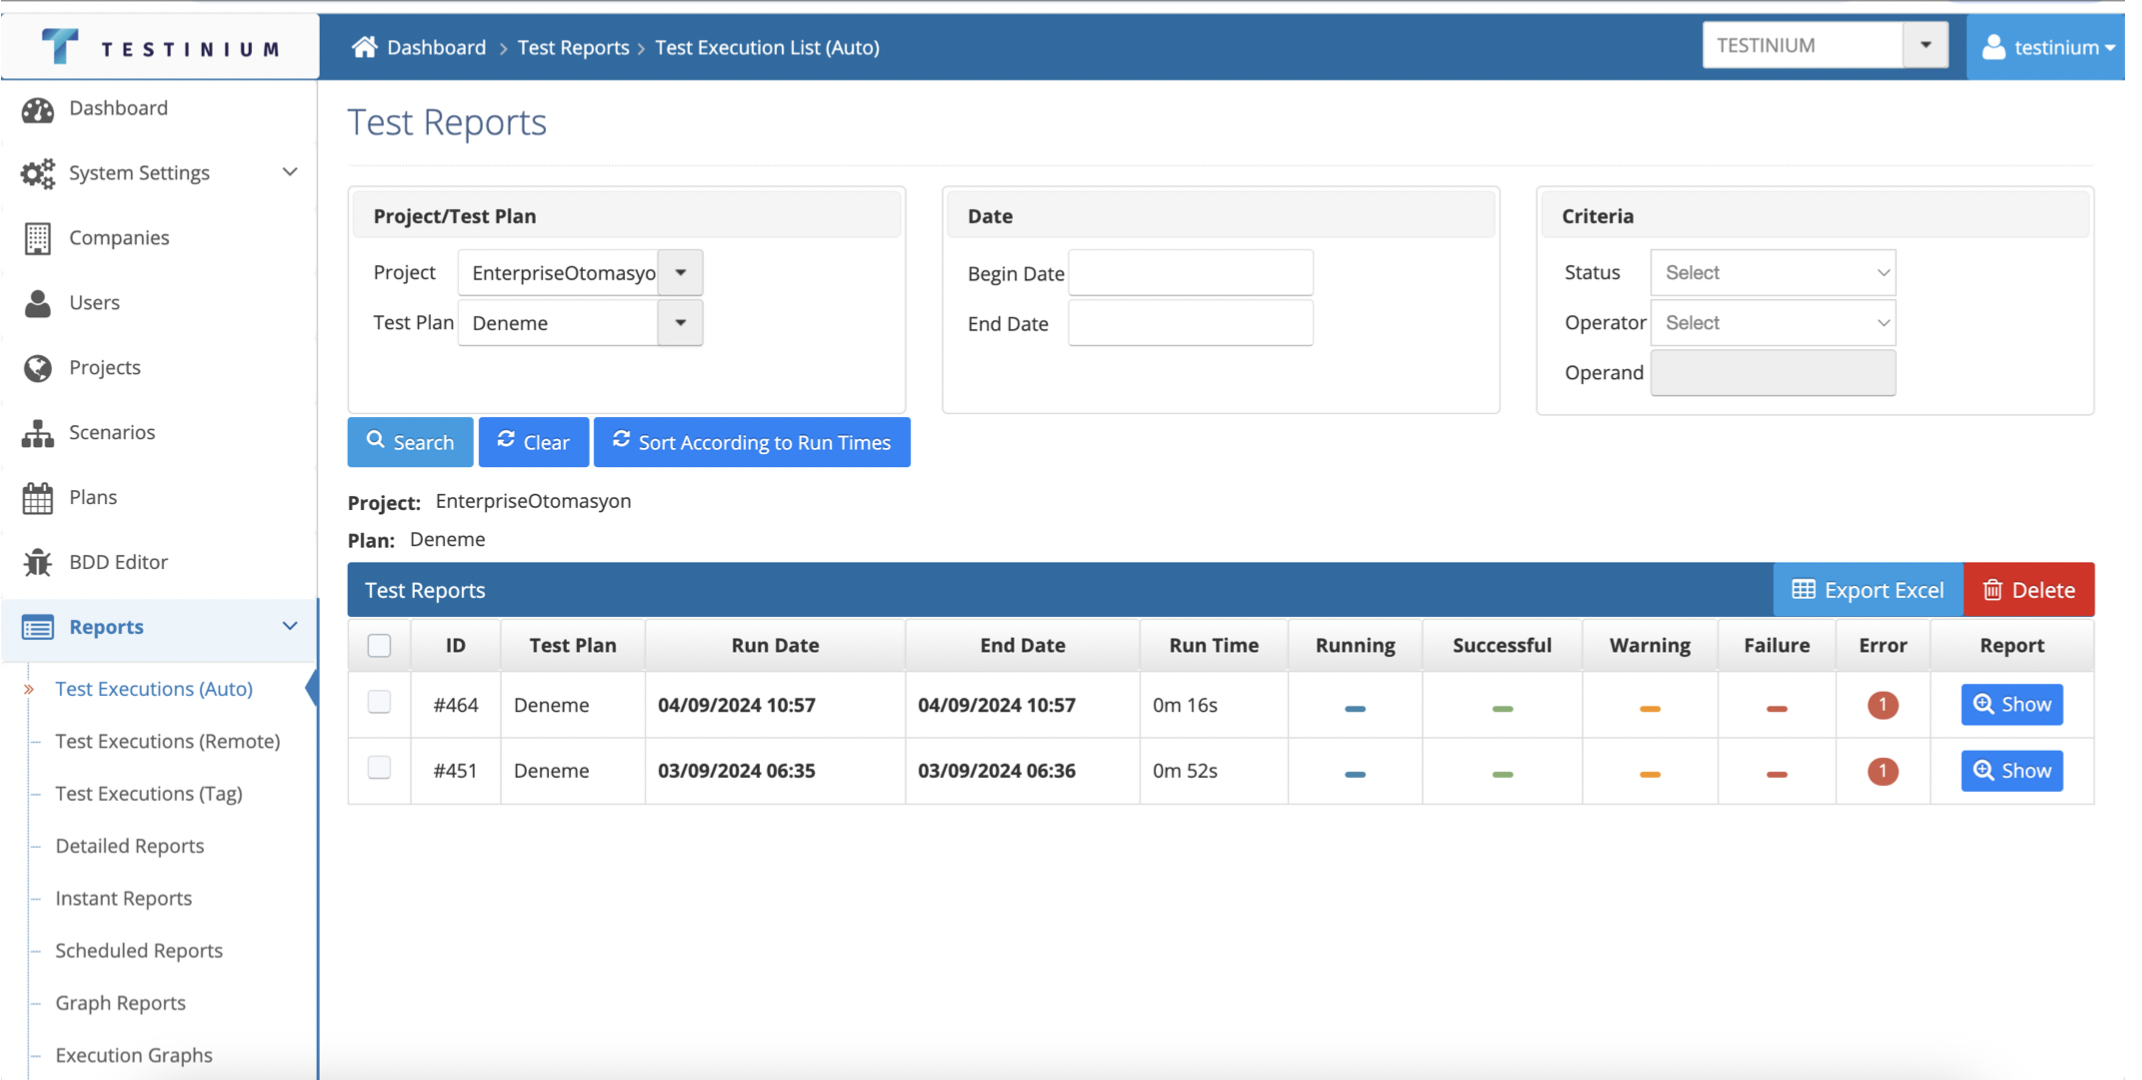 TESTINIUM
Dashboard > Test Reports > Test Execution List (Auto)
TESTINIUM
testinium
Dashboard
System Settings
Companies
Users
Projects
Scenarios
Plans
BDD Editor
Reports
» Test Executions (Auto)
Test Executions (Remote)
Test Executions (Tag)
Detailed Reports
Instant Reports
Scheduled Reports
Graph Reports
Execution Graphs
Test Reports
Project/Test Plan
Project EnterpriseOtomasyo
Test Plan Deneme
Date
Begin Date
End Date
Criteria
Status Select
Operator Select
Operand
Search Clear Sort According to Run Times
Project: EnterpriseOtomasyon
Plan: Deneme
Test Reports Export Excel Delete
ID Test Plan Run Date End Date Run Time Running Successful Warning Failure Error Report
#464 Deneme 04/09/2024 10:57 04/09/2024 10:57 0m 16s 1 Show
#451 Deneme 03/09/2024 06:35 03/09/2024 06:36 0m 52s 1 Show